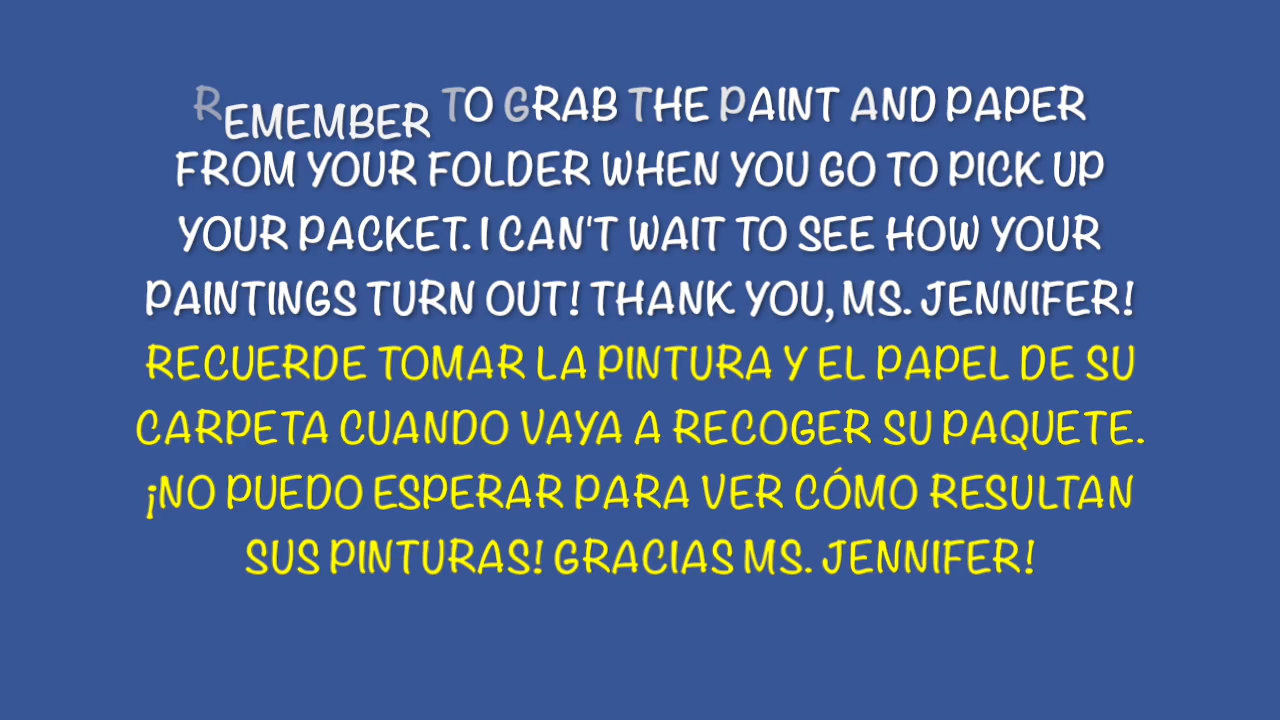 REMEMBER TO GRAB THE PAINT AND PAPER
FROM YOUR FOLDER WHEN YOU GO TO PICK UP
YOUR PACKET. I CAN'T WAIT TO SEE HOW YOUR
PAINTINGS TURN OUT! THANK YOU, MS. JENNIFER!
RECUERDE TOMAR LA PINTURA Y EL PAPEL DE SU
CARPETA CUANDO VAYA A RECOGER SU PAQUETE.
¡NO PUEDO ESPERAR PARA VER CÓMO RESULTAN
SUS PINTURAS! GRACIAS MS. JENNIFER!